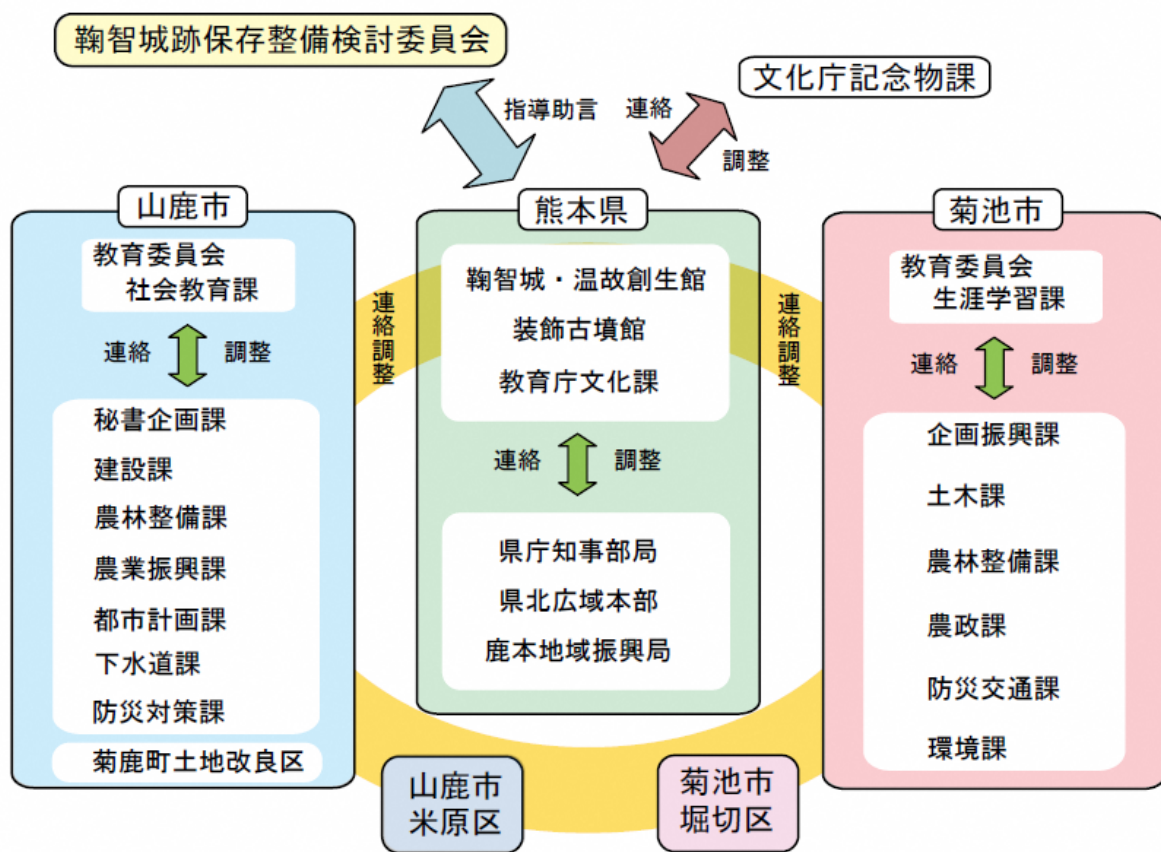 鞠智城跡保存整備検討委員会
文化庁記念物課
指導助言
連絡
調整
山鹿市
教育委員会
社会教育課
連絡
調整
秘書企画課
建設課
農林整備課
農業振興課
都市計画課
下水道課
防災対策課
菊鹿町土地改良区
連絡調整
熊本県
鞠智城・温故創生館
装飾古墳館
教育庁文化課
連絡
調整
県庁知事部局
県北広域本部
鹿本地域振興局
連絡調整
菊池市
教育委員会
生涯学習課
連絡
調整
企画振興課
土木課
農林整備課
農政課
防災交通課
環境課
山鹿市
米原区
菊池市
堀切区